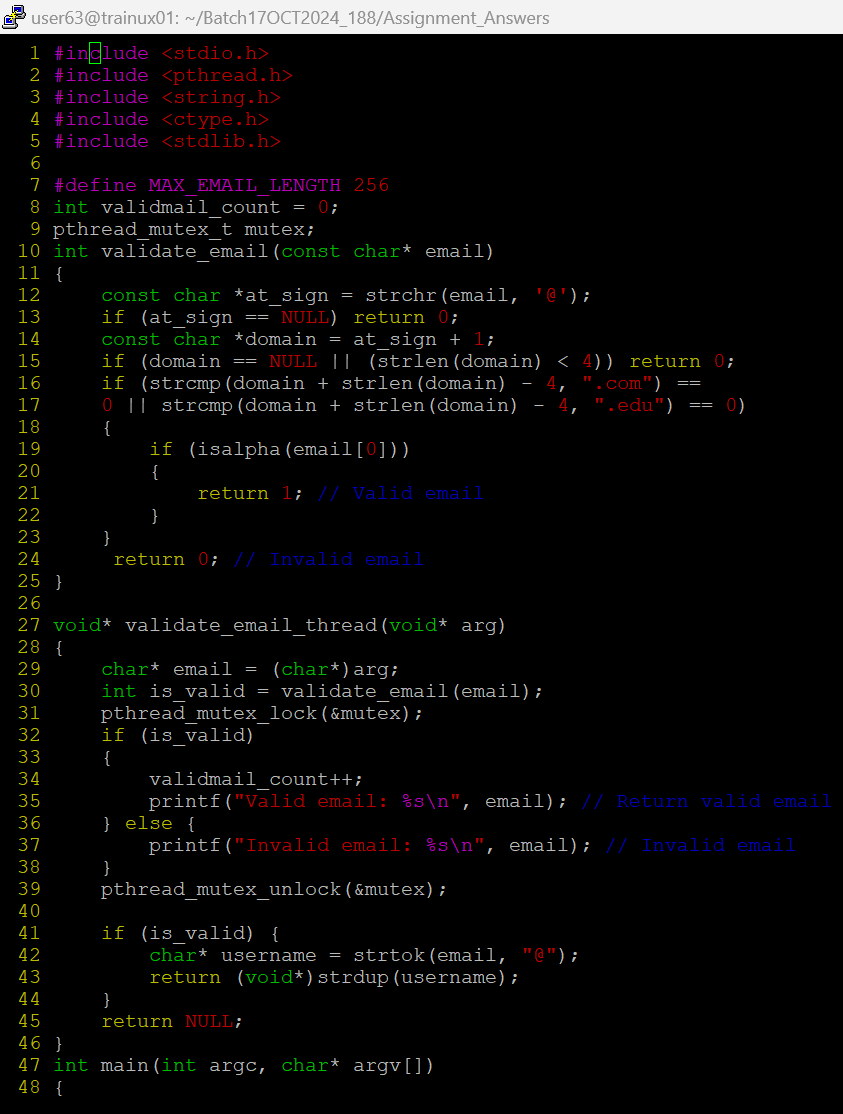 user63@trainux01: ~/Batch17OCT2024_188/Assignment_Answers
1 #include <stdio.h>
2 #include <pthread.h>
3 #include <string.h>
4 #include <ctype.h>
5 #include <stdlib.h>
6
7 #define MAX_EMAIL_LENGTH 256
8 int validmail_count = 0;
9 pthread_mutex_t mutex;
10 int validate_email(const char* email)
11 {
12     const char *at_sign = strchr(email, '@');
13     if (at_sign == NULL) return 0;
14     const char *domain = at_sign + 1;
15     if (domain == NULL || (strlen(domain) < 4)) return 0;
16     if (strcmp(domain + strlen(domain) - 4, ".com") ==
17     0 || strcmp(domain + strlen(domain) - 4, ".edu") == 0)
18     {
19         if (isalpha(email[0]))
20         {
21             return 1; // Valid email
22         }
23     }
24      return 0; // Invalid email
25 }
26
27 void* validate_email_thread(void* arg)
28 {
29     char* email = (char*)arg;
30     int is_valid = validate_email(email);
31     pthread_mutex_lock(&mutex);
32     if (is_valid)
33     {
34         validmail_count++;
35         printf("Valid email: %s\n", email); // Return valid email
36     } else {
37         printf("Invalid email: %s\n", email); // Invalid email
38     }
39     pthread_mutex_unlock(&mutex);
40
41     if (is_valid) {
42         char* username = strtok(email, "@");
43         return (void*)strdup(username);
44     }
45     return NULL;
46 }
47 int main(int argc, char* argv[])
48 {